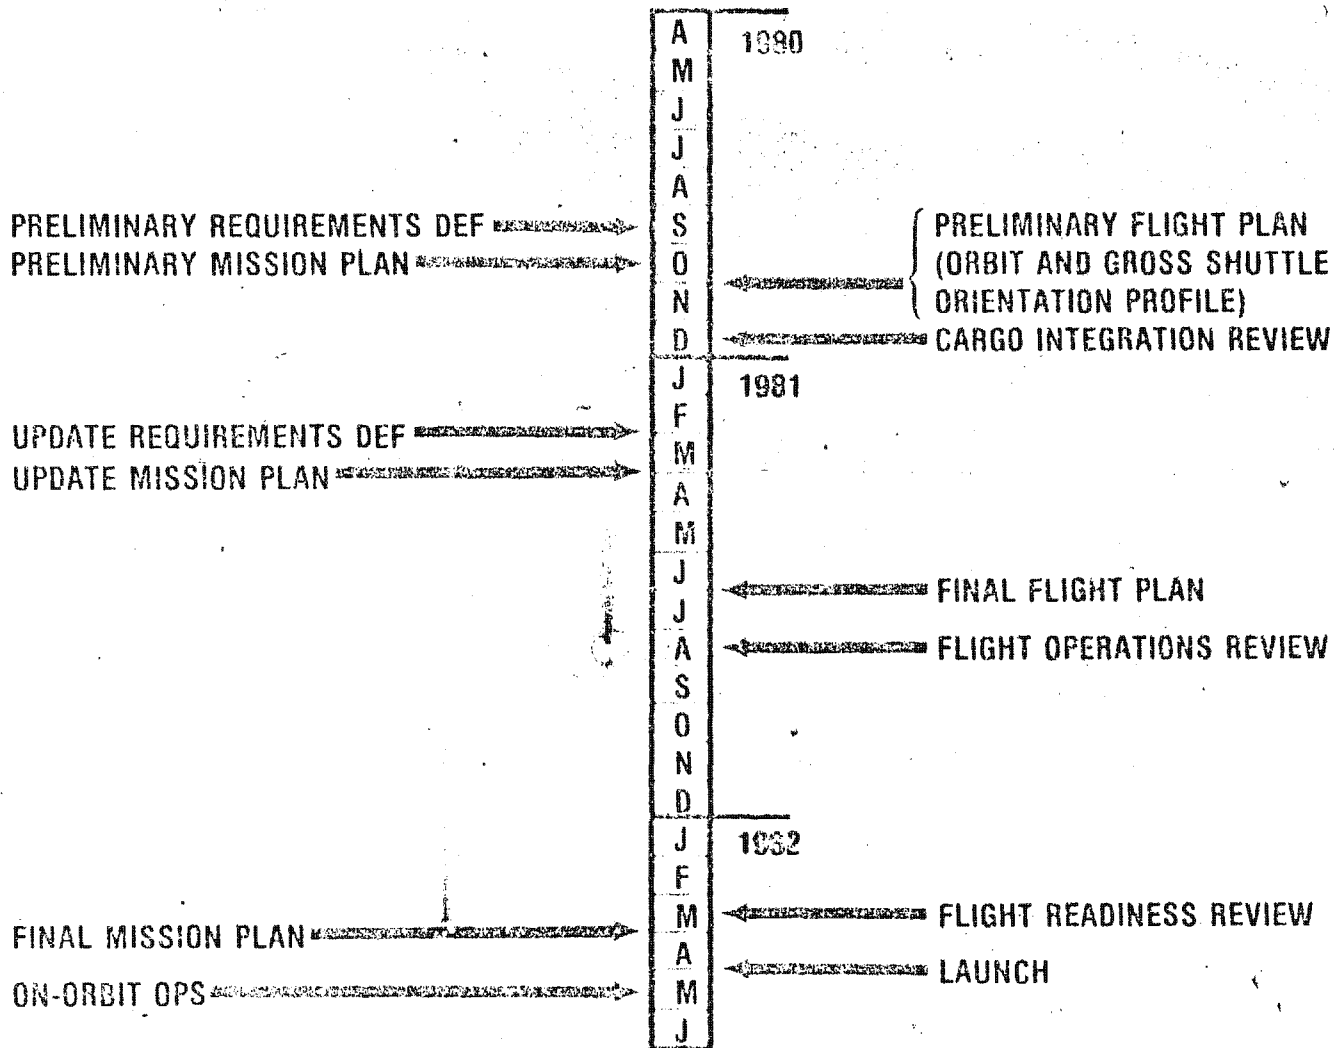 A
1980
M
J
J
A
PRELIMINARY REQUIREMENTS DEF
S
PRELIMINARY FLIGHT PLAN
PRELIMINARY MISSION PLAN
O
(ORBIT AND GROSS SHUTTLE
N
ORIENTATION PROFILE)
D
CARGO INTEGRATION REVIEW
J
1981
F
UPDATE REQUIREMENTS DEF
M
UPDATE MISSION PLAN
A
M
J
FINAL FLIGHT PLAN
J
A
FLIGHT OPERATIONS REVIEW
S
O
N
D
J
1982
F
M
FLIGHT READINESS REVIEW
FINAL MISSION PLAN
A
LAUNCH
ON-ORBIT OPS
M
J